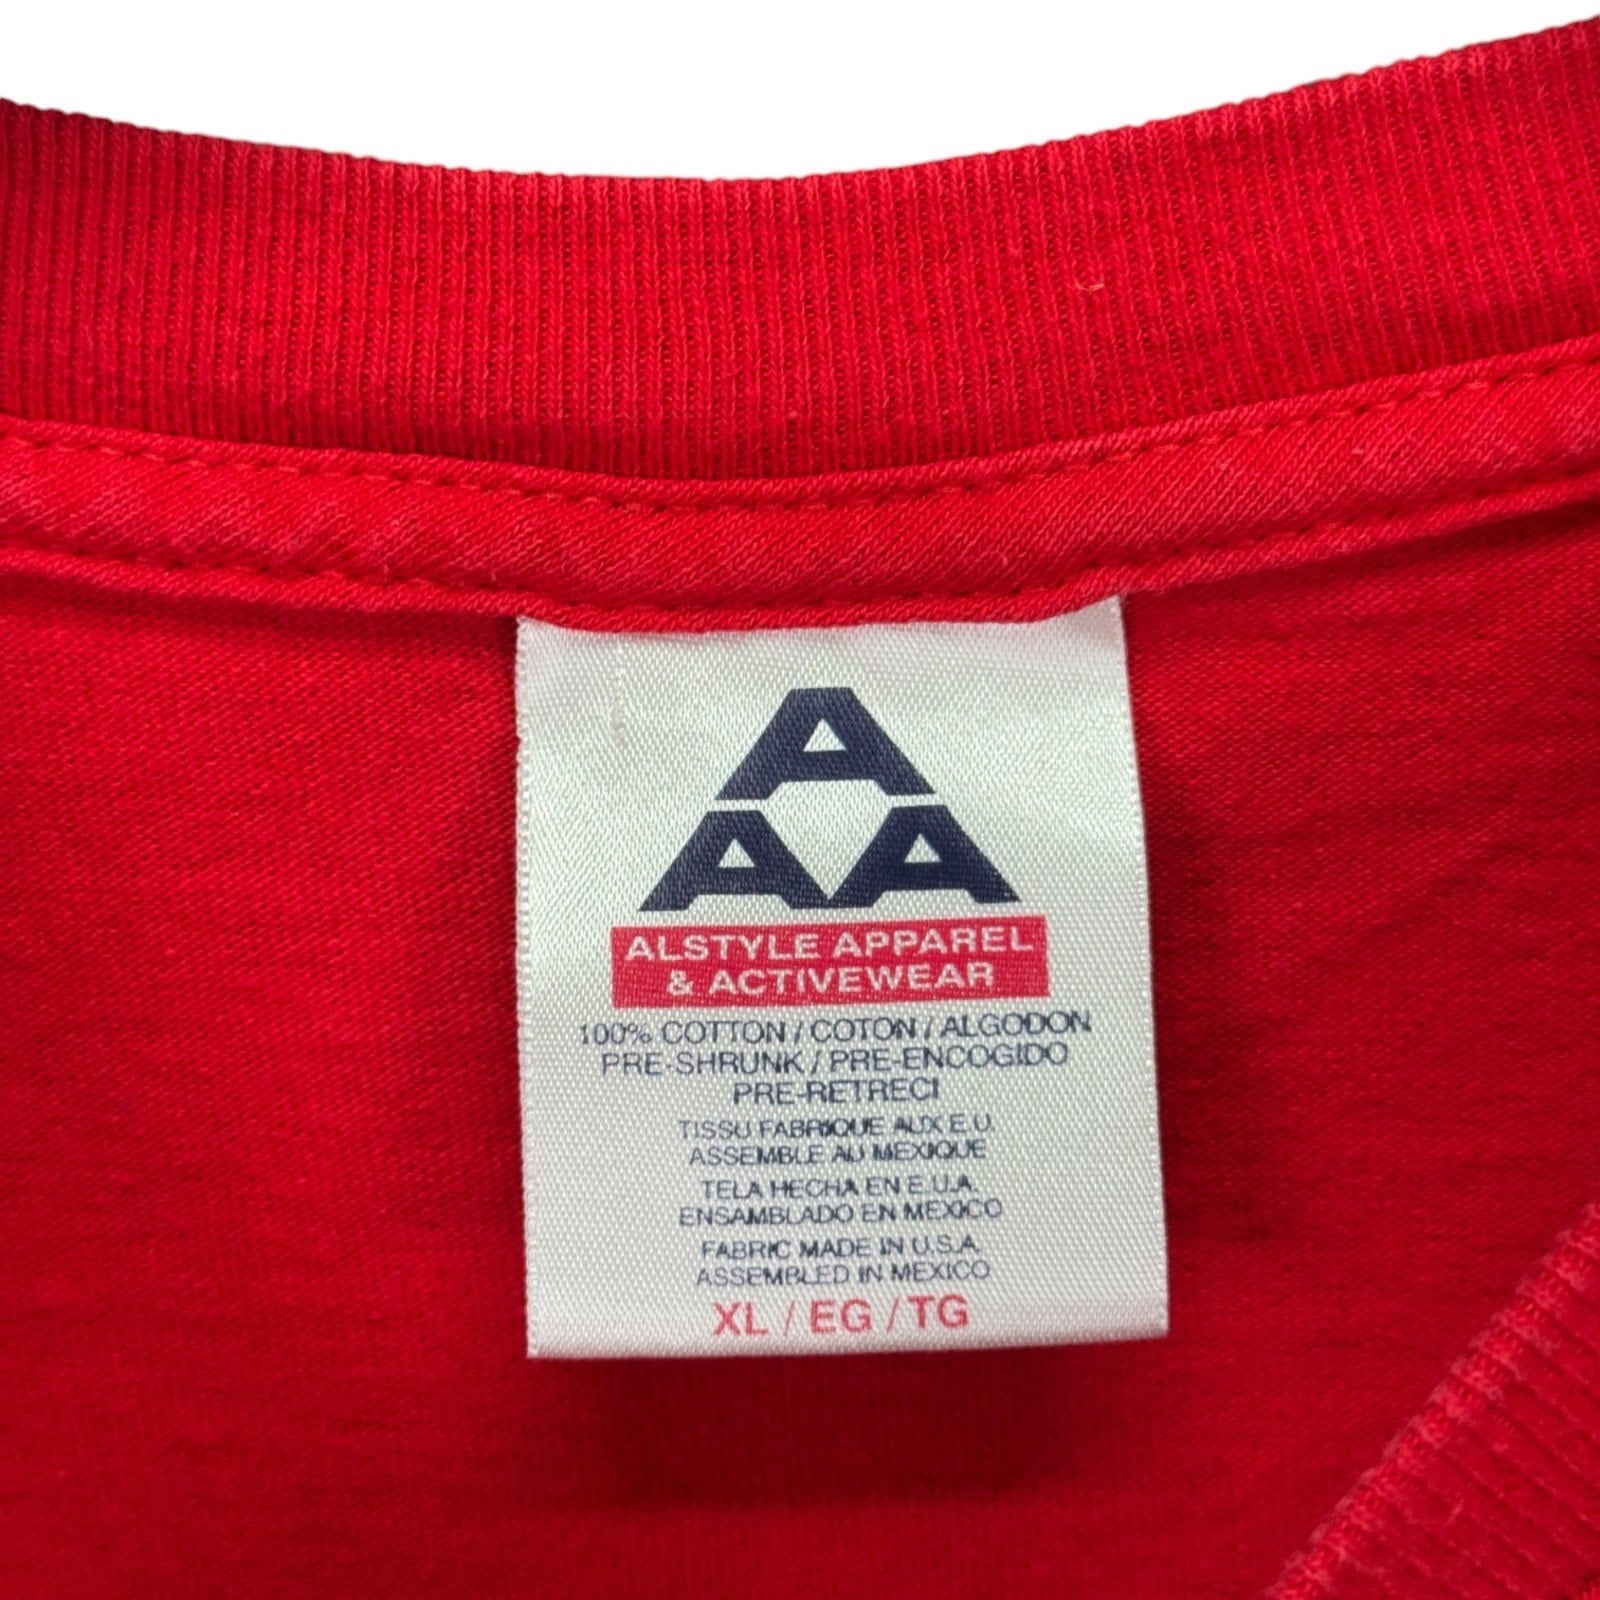 A
AA
ALSTYLE APPAREL
& ACTIVEWEAR
100% COTTON / COTON / ALGODON
PRE-SHRUNK / PRE-ENCOGIDO
PRE-RETRECI
TISSU FABRIQUE AUX E.U.
ASSEMBLE AU MEXIQUE
TELA HECHA EN E.U.A.
ENSAMBLADO EN MEXICO
FABRIC MADE IN U.S.A.
ASSEMBLED IN MEXICO
XL / EG / TG